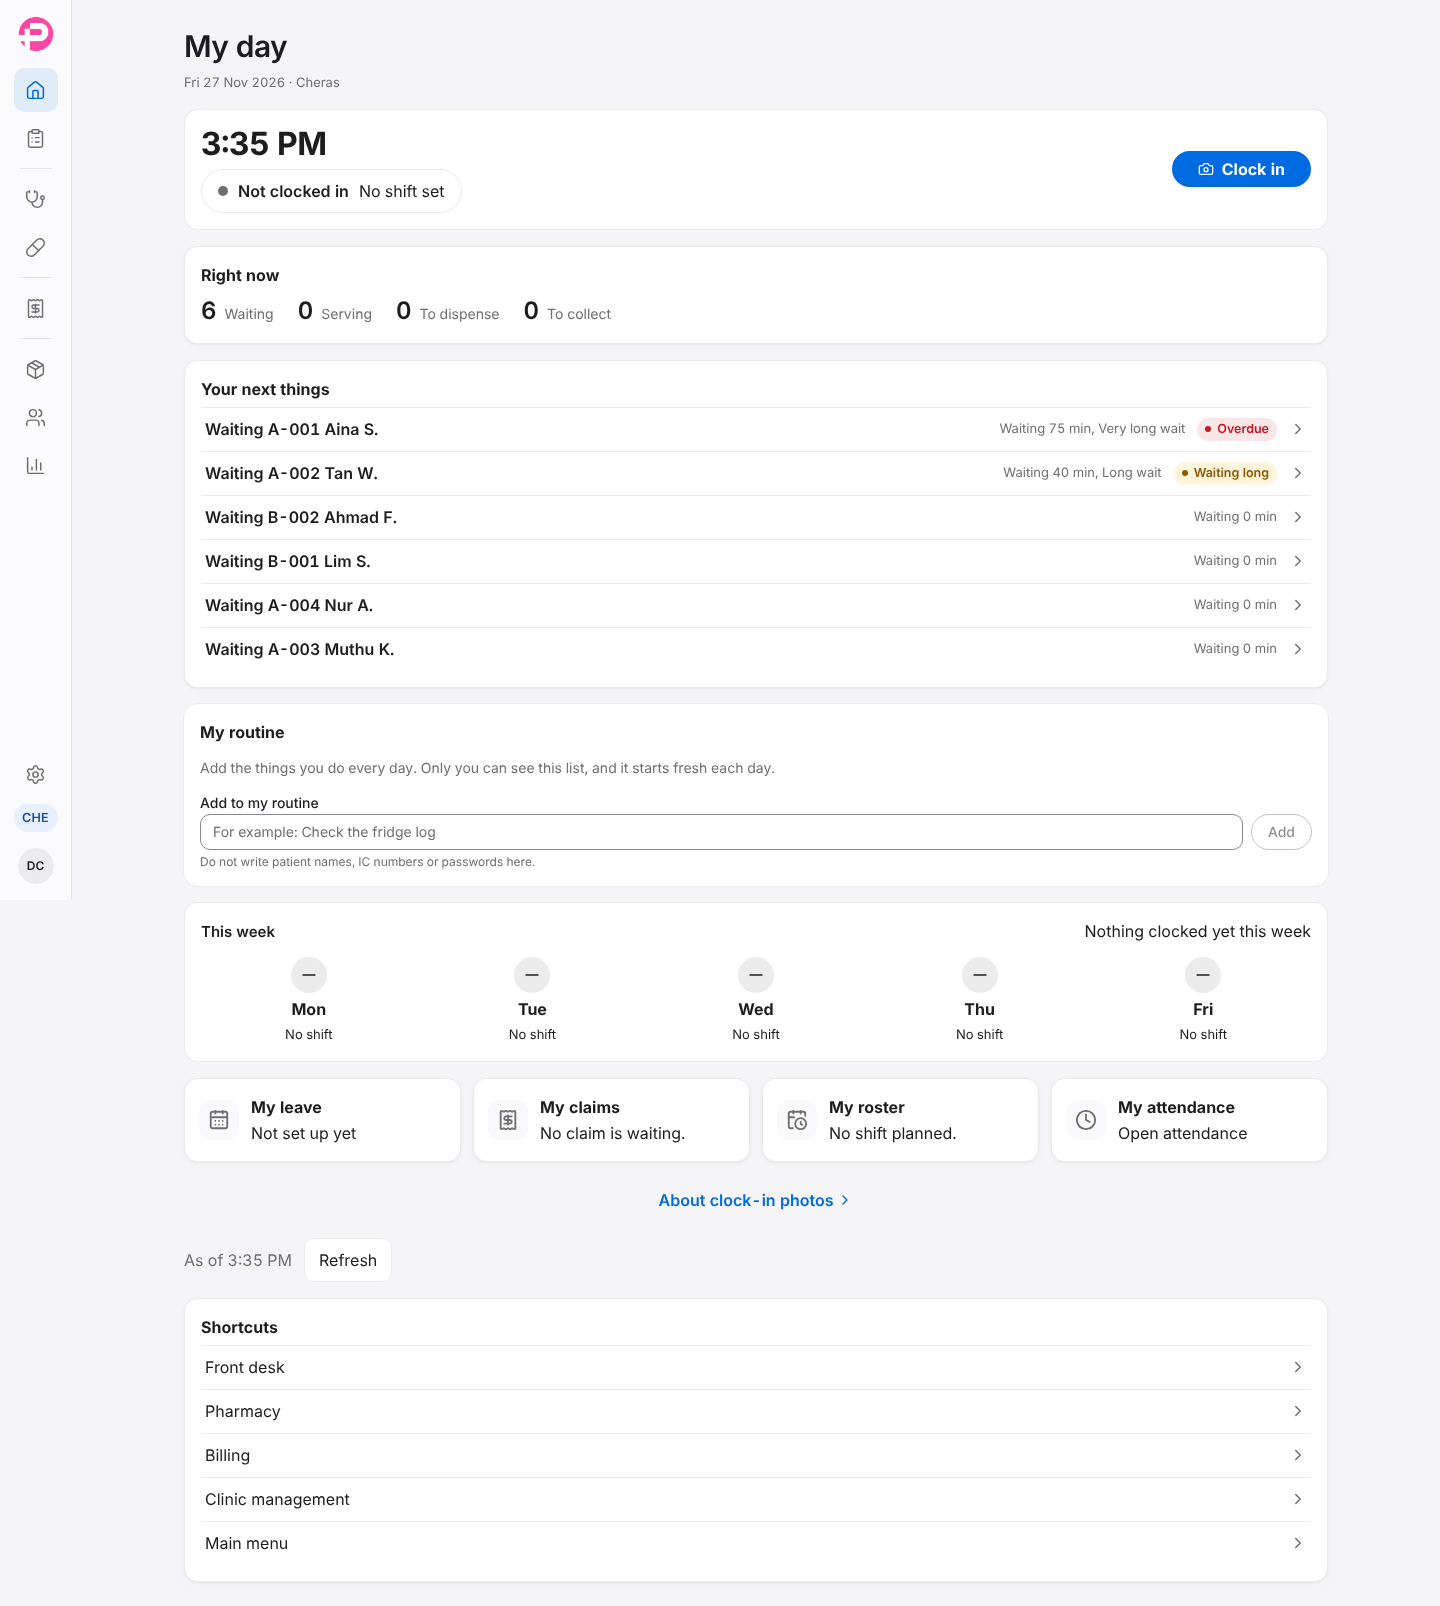 My day
Fri 27 Nov 2026 · Cheras
3:35 PM
Not clocked in No shift set
Clock in
Right now
6 Waiting 0 Serving 0 To dispense 0 To collect
Your next things
Waiting A-001 Aina S. Waiting 75 min, Very long wait Overdue
Waiting A-002 Tan W. Waiting 40 min, Long wait Waiting long
Waiting B-002 Ahmad F. Waiting 0 min
Waiting B-001 Lim S. Waiting 0 min
Waiting A-004 Nur A. Waiting 0 min
Waiting A-003 Muthu K. Waiting 0 min
My routine
Add the things you do every day. Only you can see this list, and it starts fresh each day.
Add to my routine
For example: Check the fridge log
Add
Do not write patient names, IC numbers or passwords here.
CHE
DC
This week Nothing clocked yet this week
Mon Tue Wed Thu Fri
No shift No shift No shift No shift No shift
My leave
Not set up yet
My claims
No claim is waiting.
My roster
No shift planned.
My attendance
Open attendance
About clock-in photos
As of 3:35 PM Refresh
Shortcuts
Front desk
Pharmacy
Billing
Clinic management
Main menu